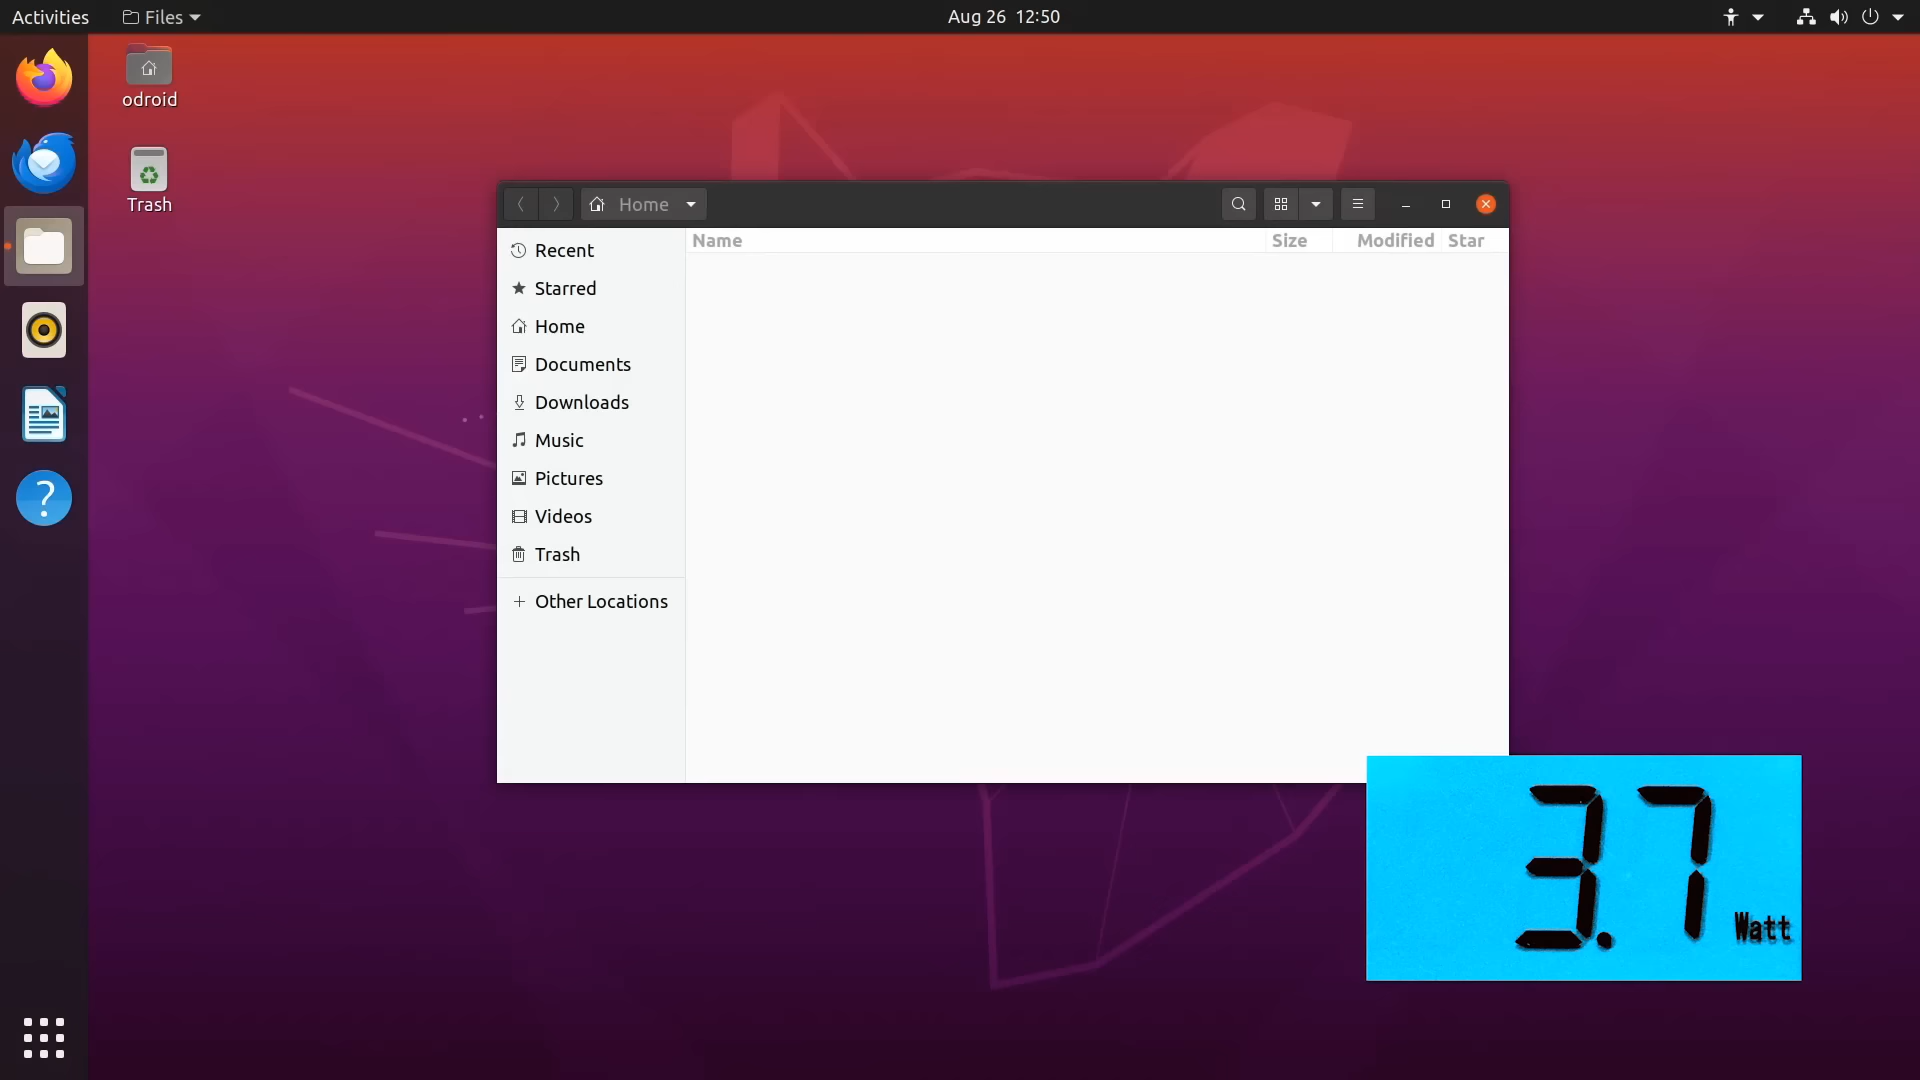 Activities
Files
Aug 26 12:50
odroid
Trash
Home
Name Size Modified Star
Recent
Starred
Home
Documents
Downloads
Music
Pictures
Videos
Trash
Other Locations
3.7 Watt